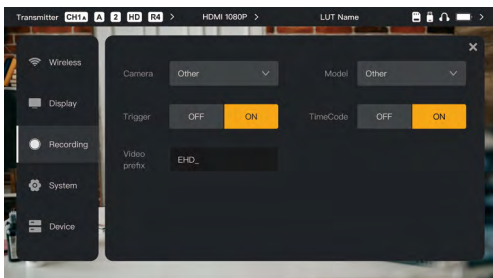 Transmitter CH1▲ A 2 HD R4 > HDMI 1080P > LUT Name >
Wireless
Camera Other Model Other
Display
Trigger OFF ON TimeCode OFF ON
Recording
Video
prefix EHD_
System
Device